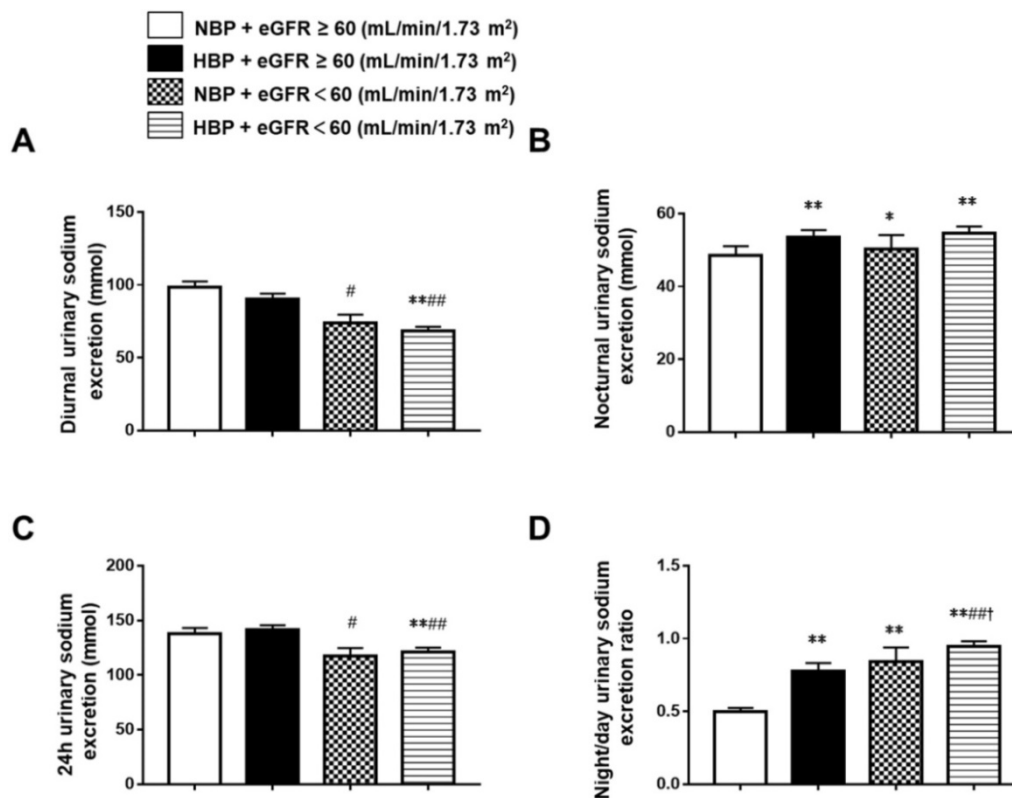 NBP + eGFR ≥ 60 (mL/min/1.73 m²)
HBP + eGFR ≥ 60 (mL/min/1.73 m²)
NBP + eGFR < 60 (mL/min/1.73 m²)
HBP + eGFR < 60 (mL/min/1.73 m²)
A
Diurnal urinary sodium
excretion (mmol)
150
100
50
0
#
**##
B
Nocturnal urinary sodium
excretion (mmol)
60
40
20
0
**
*
**
C
24h urinary sodium
excretion (mmol)
200
150
100
50
0
#
**##
D
Night/day urinary sodium
excretion ratio
1.5
1.0
0.5
0.0
**
**
**##†